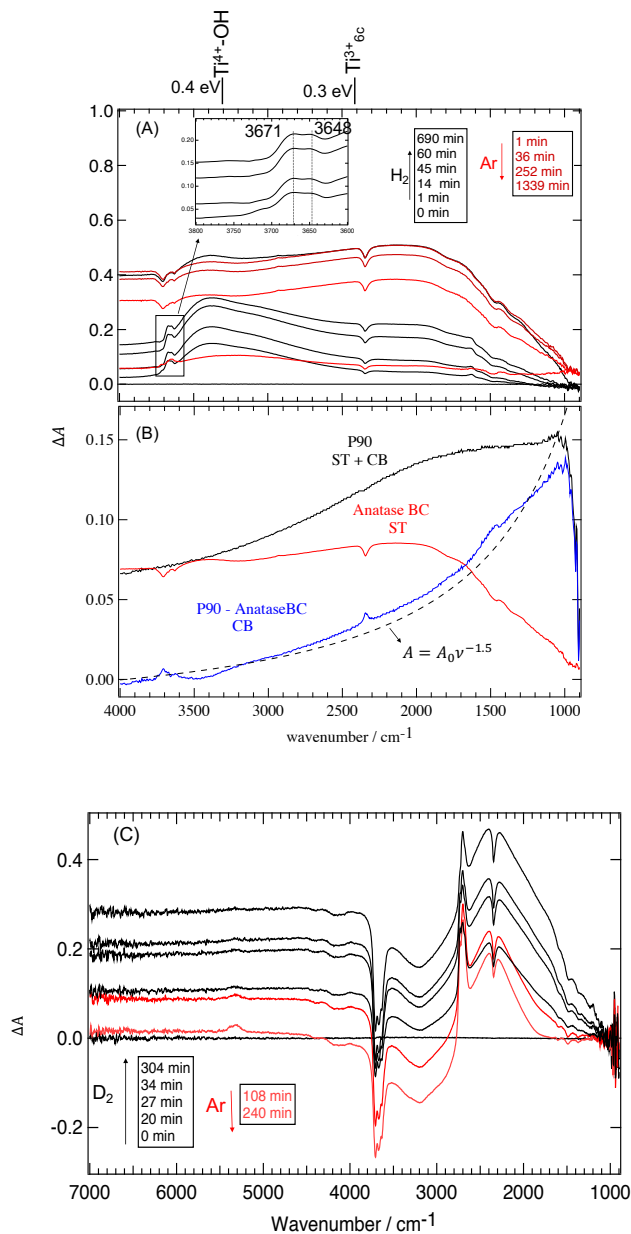 Ti4+-OH
Ti3+6c
0.4 eV
0.3 eV
1.0
0.8
0.6
0.4
0.2
0.0
(A)
3671
3648
0.20
0.15
0.10
0.05
3800
3750
3700
3650
3600
H2
690 min
60 min
45 min
14 min
1 min
0 min
Ar
1 min
36 min
252 min
1339 min
ΔA
(B)
0.15
0.10
0.05
0.00
P90
ST + CB
Anatase BC
ST
P90 - AnataseBC
CB
A = A0ν−1.5
4000
3500
3000
2500
2000
1500
1000
wavenumber / cm-1
(C)
0.4
0.2
0.0
-0.2
ΔA
D2
304 min
34 min
27 min
20 min
0 min
Ar
108 min
240 min
7000
6000
5000
4000
3000
2000
1000
Wavenumber / cm-1